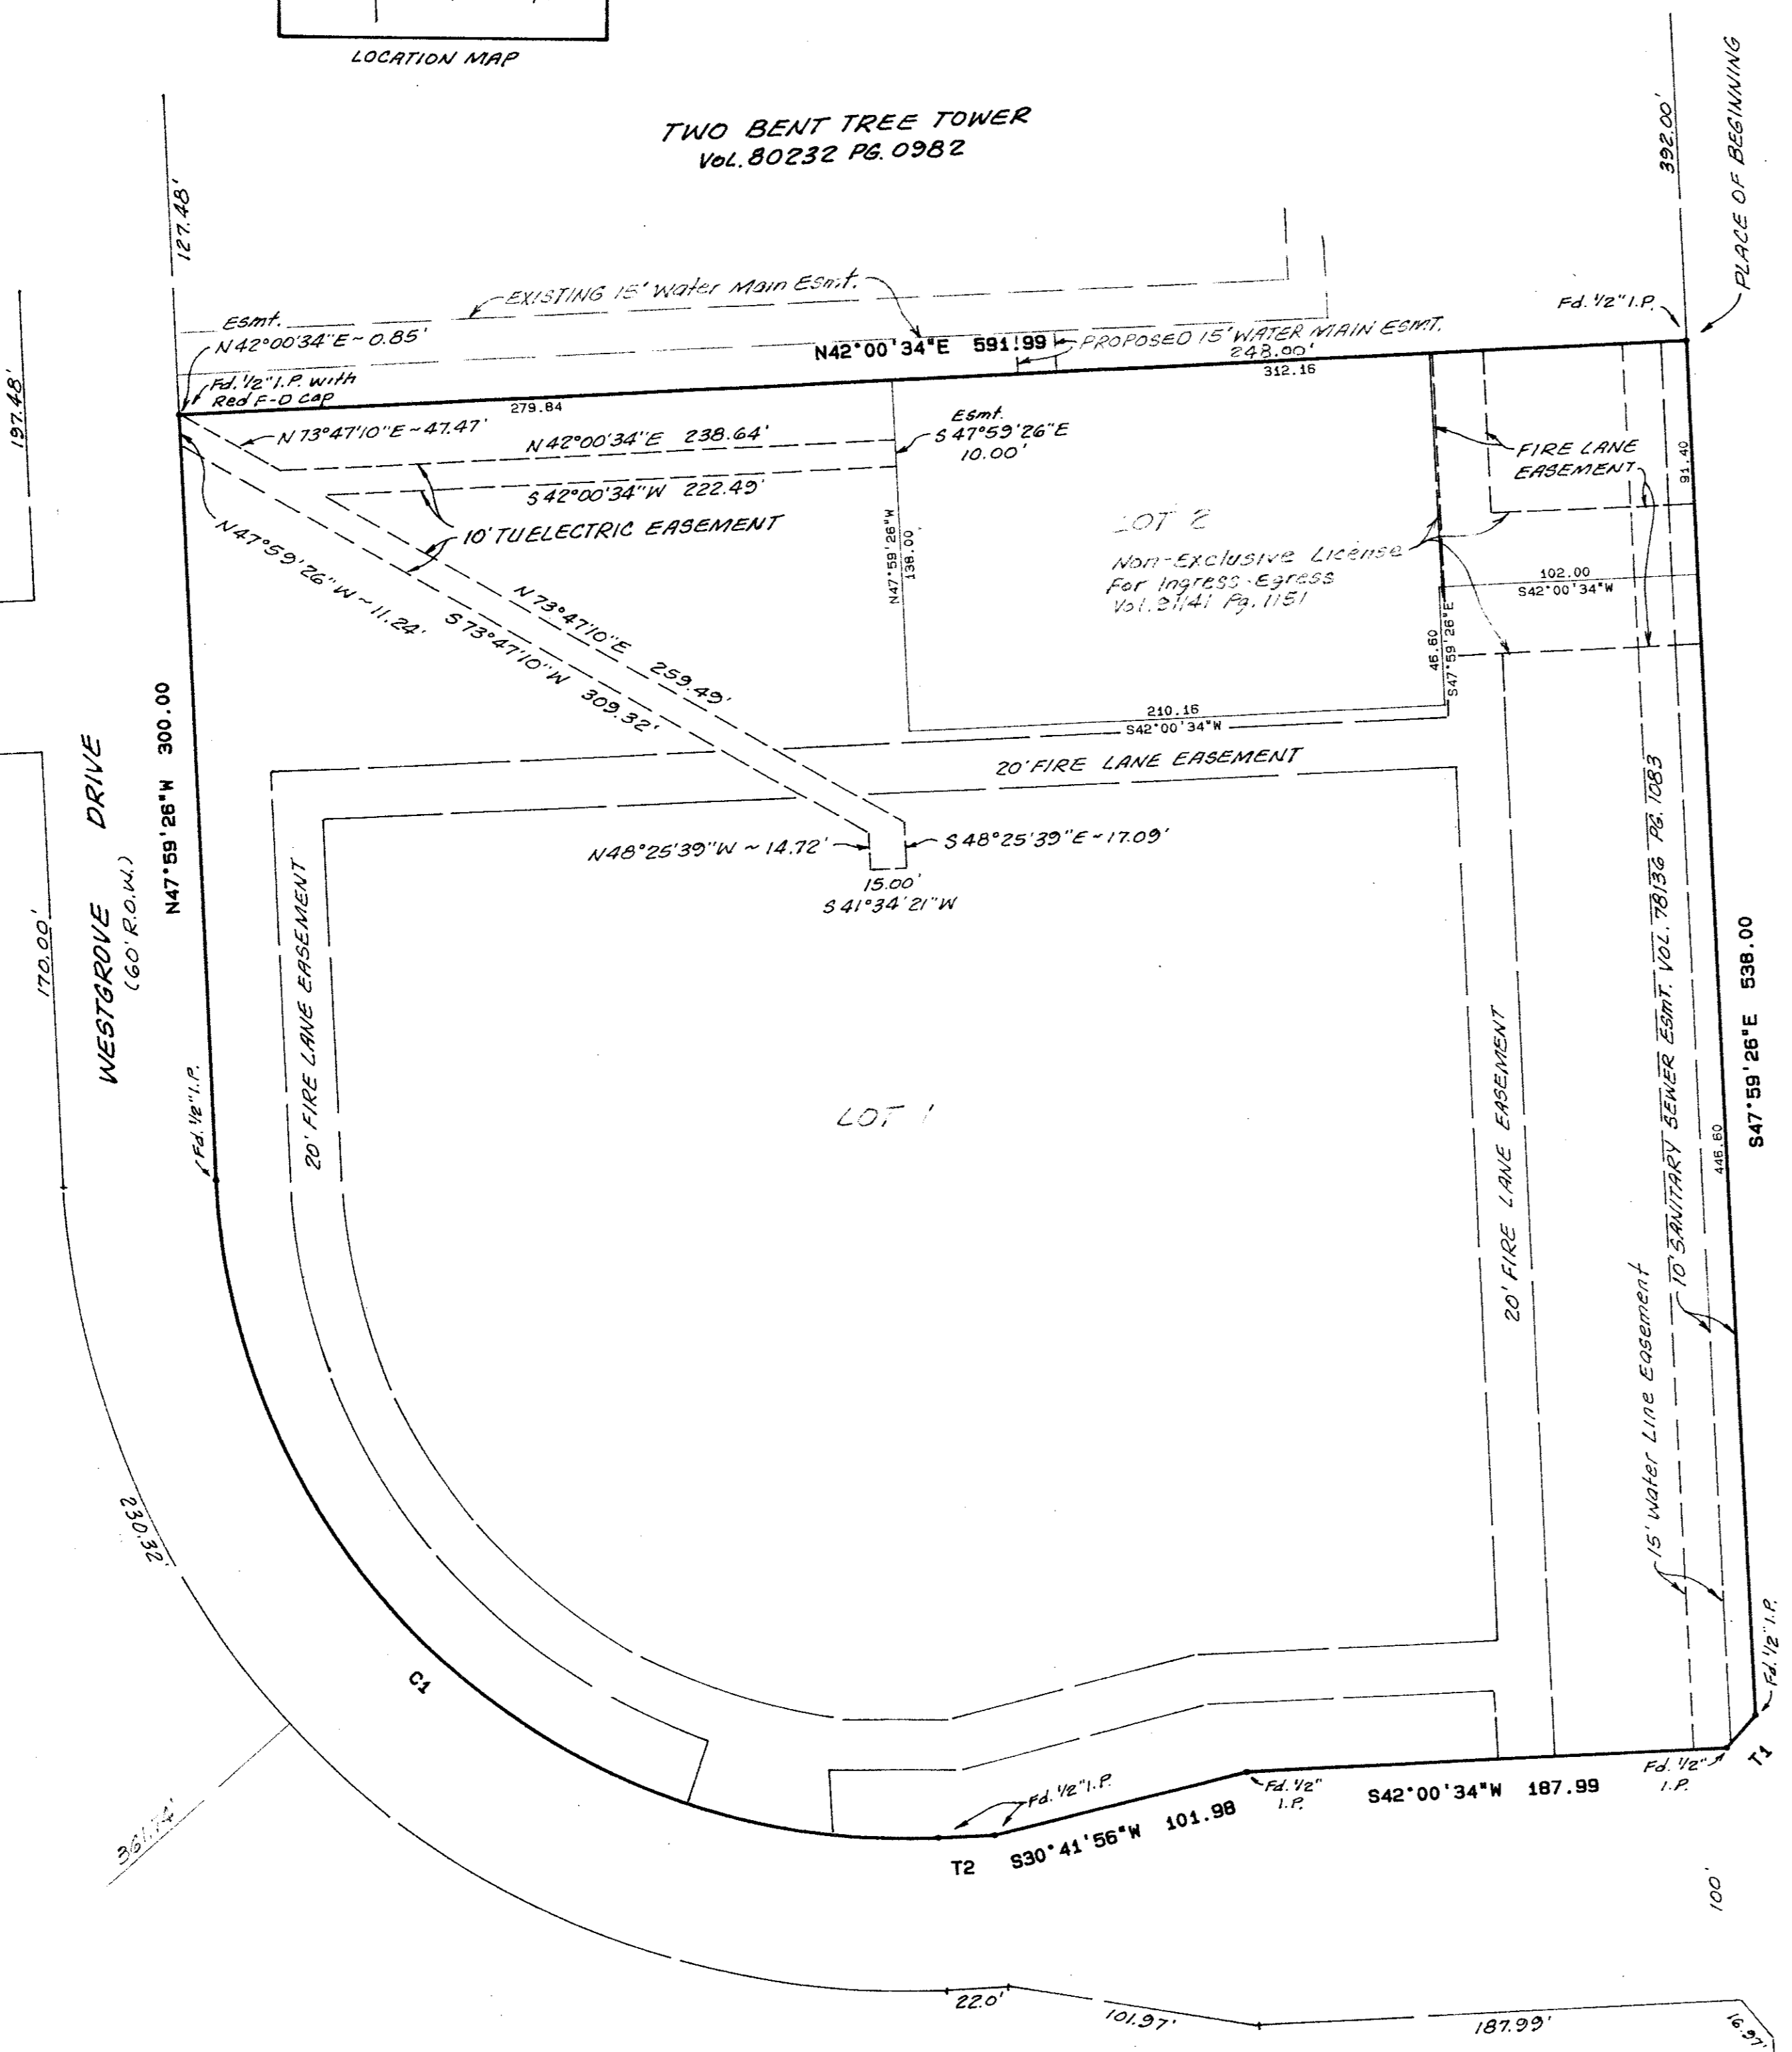 LOCATION MAP
TWO BENT TREE TOWER
VOL. 80232 PG. 0982
127.48'
197.48'
392.00'
PLACE OF BEGINNING
EXISTING 15' Water Main Esmt.
Esmt.
N42°00'34"E ~ 0.85'
Fd. 1/2" I.P. with
Red F-D cap
N42°00'34"E 591.99
PROPOSED 15' WATER MAIN ESMT.
248.00'
312.16
279.84
Fd. 1/2" I.P.
N73°47'10"E ~ 47.47'
N42°00'34"E 238.64'
Esmt.
S47°59'26"E
10.00'
S42°00'34"W 222.49'
10' TU ELECTRIC EASEMENT
N47°59'26"W ~ 11.24'
N73°47'10"E 259.49'
S73°47'10"W 309.32'
N47°59'26"W
138.00'
LOT 2
Non-Exclusive License
For Ingress-Egress
Pg. 1151
FIRE LANE
EASEMENT
91.40
102.00
S42°00'34"W
46.60
S47°59'26"E
210.16
S42°00'34"W
20' FIRE LANE EASEMENT
N48°25'39"W ~ 14.72'
S48°25'39"E ~ 17.09'
15.00'
S41°34'21"W
N47°59'26"W 300.00
WESTGROVE DRIVE
(60' R.O.W.)
170.00'
20' FIRE LANE EASEMENT
Fd. 1/2" I.P.
LOT 1
20' FIRE LANE EASEMENT
10' SANITARY SEWER ESMT. VOL. 78136 PG. 1083
15' Water Line Easement
446.60
S47°59'26"E 538.00
230.32'
C1
361.74'
Fd. 1/2" I.P.
T2
S30°41'56"W 101.98
Fd. 1/2"
I.P.
S42°00'34"W 187.99
Fd. 1/2"
I.P.
T1
Fd. 1/2" I.P.
100'
22.0'
101.97'
187.99'
16.97'